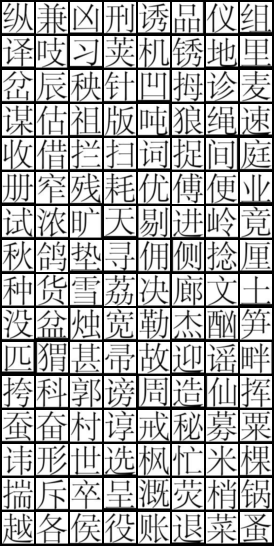 纵兼凶刑诱品仪组
译吱习荚机锈地里
岔辰秧针凹拇诊麦
谋估祖版吨狼绳速
收借拦扫词捉间庭
册窄残耗优傅便业
试浓旷天剔进岭竟
秋鸽垫寻佣侧捻厘
种货雪荔决廊文土
没盆烛宽勒杰酗笋
匹猬甚帚故迎谣畔
挎科郭谤周造仙挥
蚕奋村谆戒秘募粟
讳形世选枫忙米棵
揣斥卒呈溉荧梢锅
越各侯役账退菜蚤